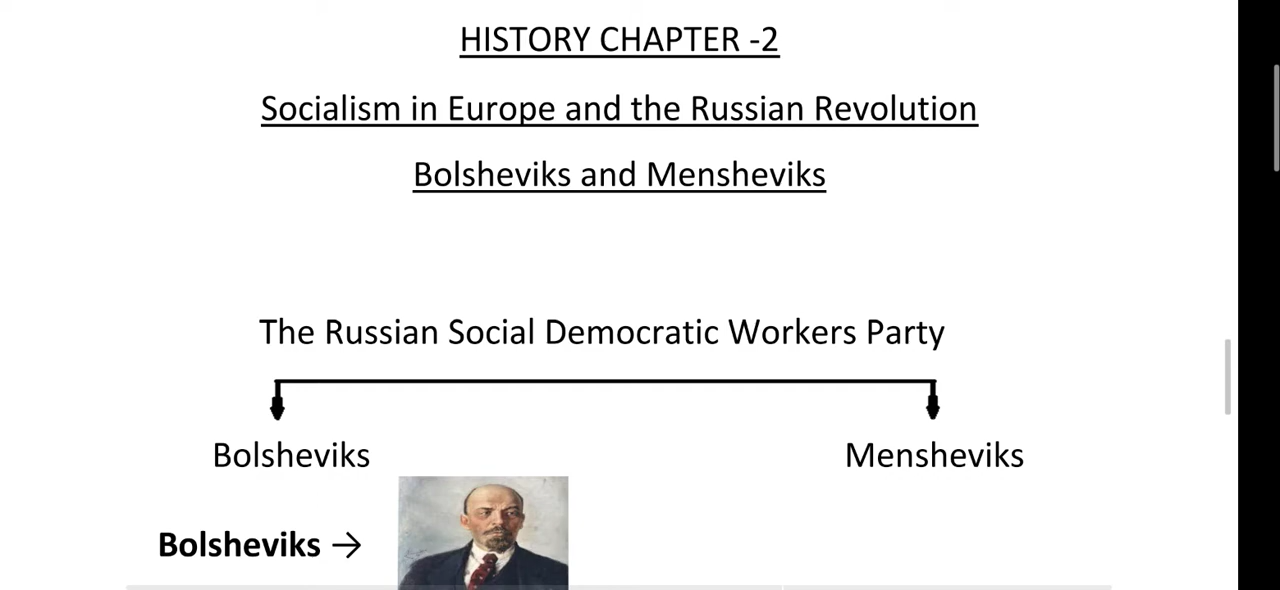 HISTORY CHAPTER -2
Socialism in Europe and the Russian Revolution
Bolsheviks and Mensheviks
The Russian Social Democratic Workers Party
Bolsheviks
Mensheviks
Bolsheviks →